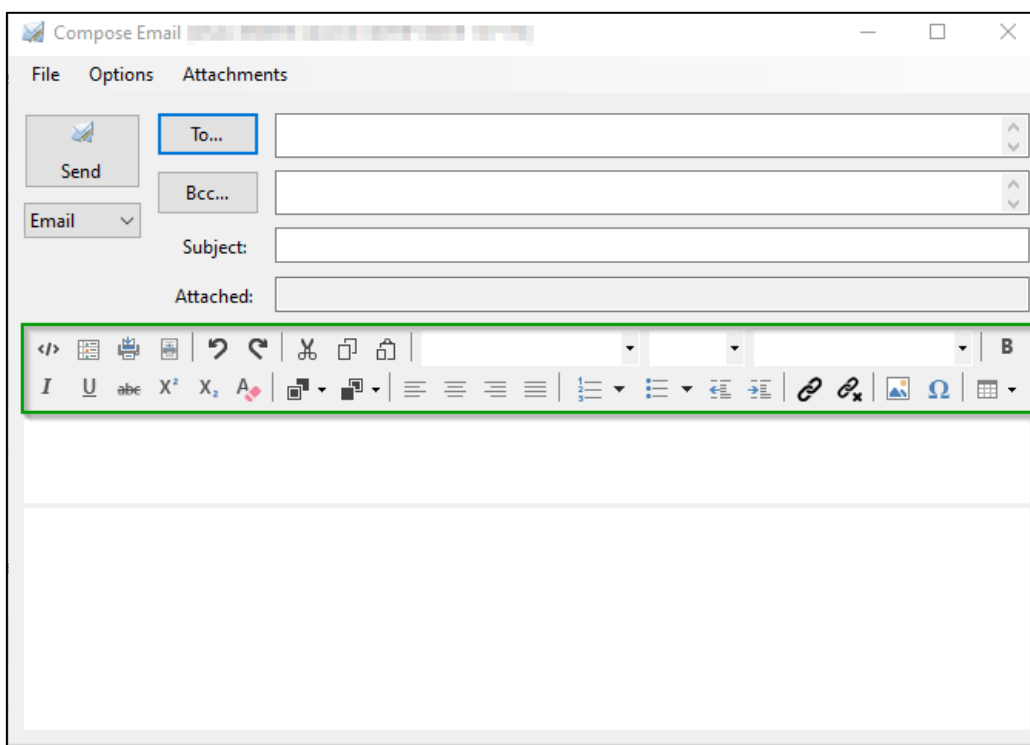 Compose Email
File Options Attachments
To...
Send
Bcc...
Email
Subject:
Attached:
</> B
I U abc X² X₂ A Ω